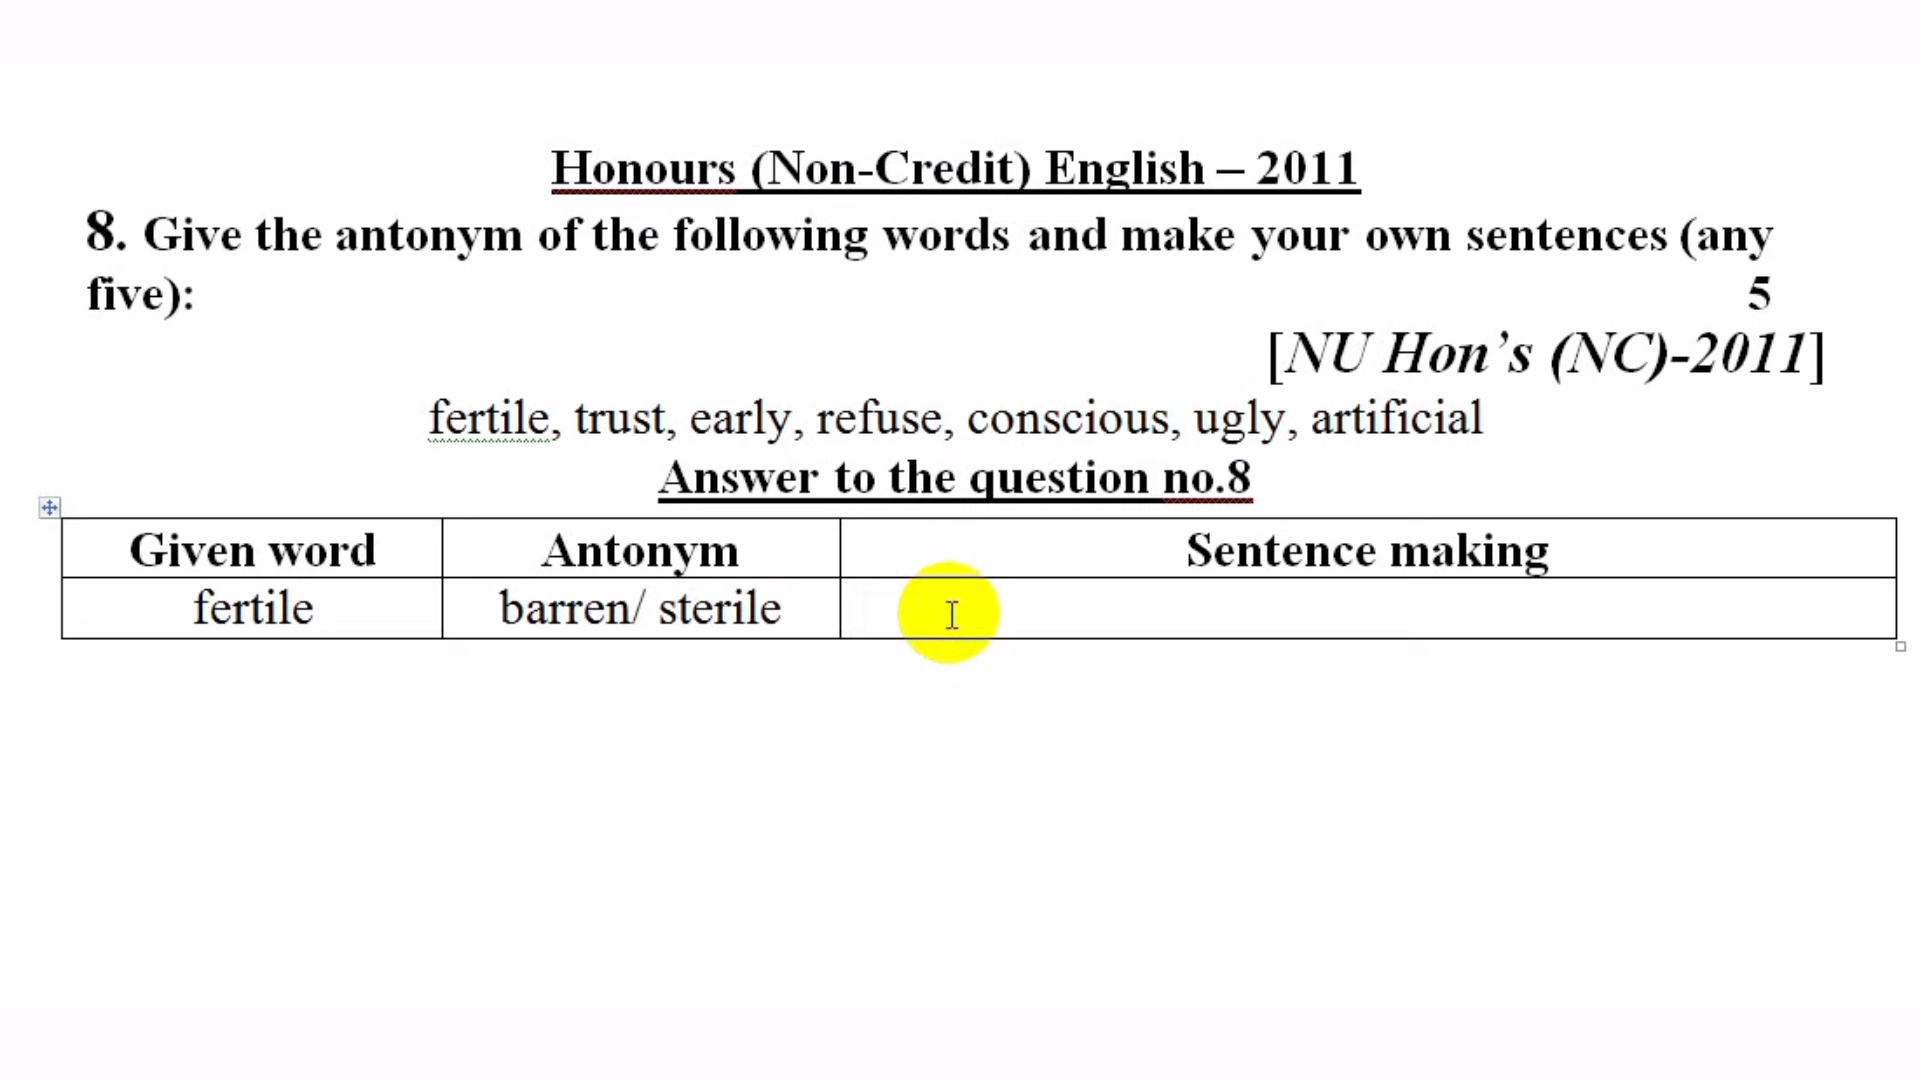 Honours (Non-Credit) English – 2011
8. Give the antonym of the following words and make your own sentences (any
five): 5
[NU Hon’s (NC)-2011]
fertile, trust, early, refuse, conscious, ugly, artificial
Answer to the question no.8
Given word Antonym Sentence making
fertile barren/ sterile